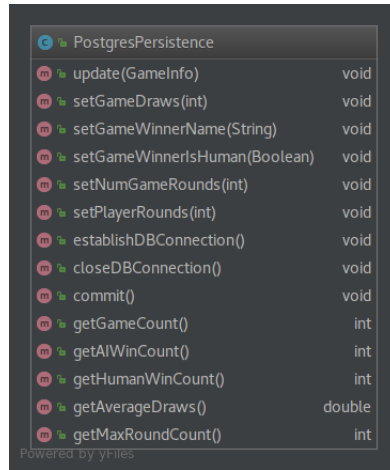 PostgresPersistence
update(GameInfo) void
setGameDraws(int) void
setGameWinnerName(String) void
setGameWinnerIsHuman(Boolean) void
setNumGameRounds(int) void
setPlayerRounds(int) void
establishDBConnection() void
closeDBConnection() void
commit() void
getGameCount() int
getAIWinCount() int
getHumanWinCount() int
getAverageDraws() double
getMaxRoundCount() int
Powered by yFiles